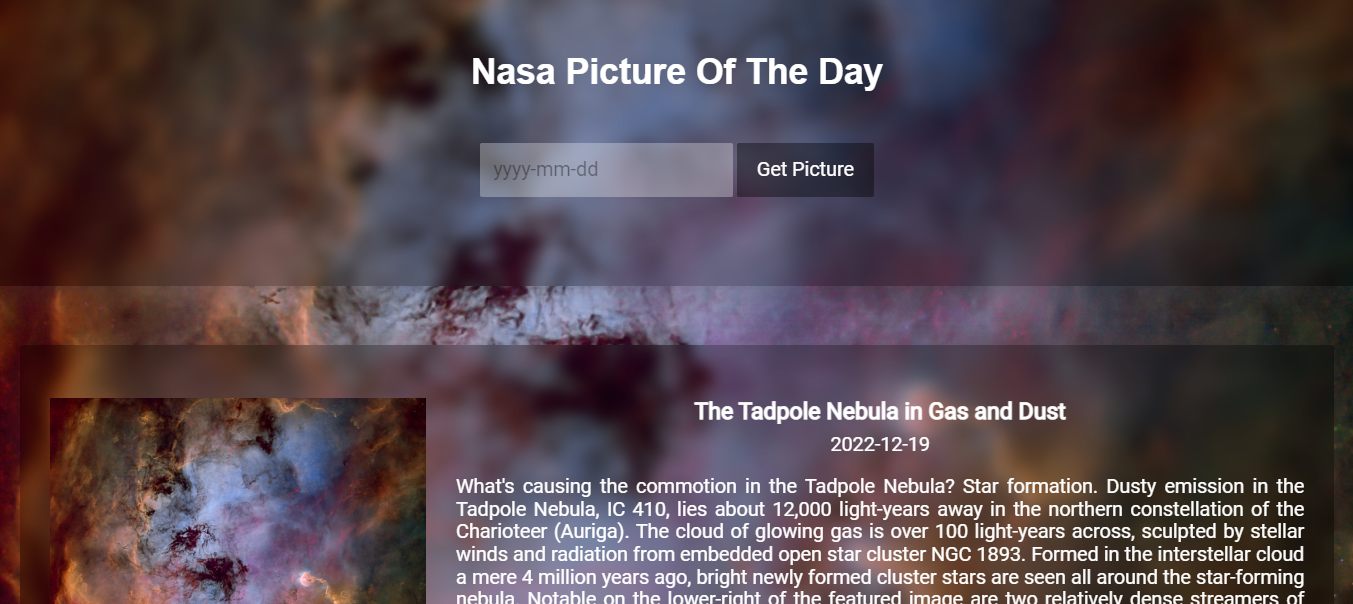 Nasa Picture Of The Day
yyyy-mm-dd
Get Picture
The Tadpole Nebula in Gas and Dust
2022-12-19
What's causing the commotion in the Tadpole Nebula? Star formation. Dusty emission in the
Tadpole Nebula, IC 410, lies about 12,000 light-years away in the northern constellation of the
Charioteer (Auriga). The cloud of glowing gas is over 100 light-years across, sculpted by stellar
winds and radiation from embedded open star cluster NGC 1893. Formed in the interstellar cloud
a mere 4 million years ago, bright newly formed cluster stars are seen all around the star-forming
nebula. Notable on the lower-right of the featured image are two relatively dense streamers of